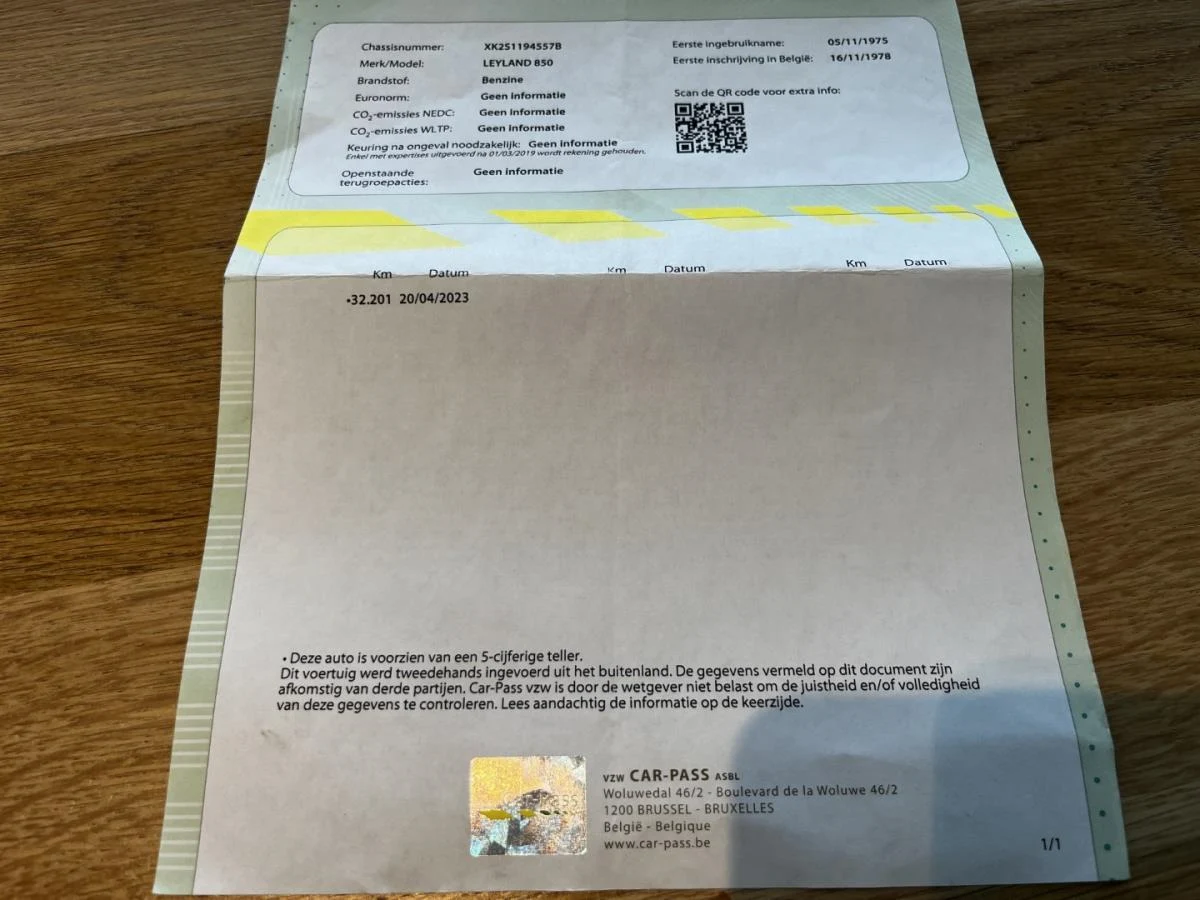 Chassisnummer: XK2S1194557B
Merk/Model: LEYLAND 850
Brandstof: Benzine
Euronorm: Geen informatie
CO2-emissies NEDC: Geen informatie
CO2-emissies WLTP: Geen informatie
Keuring na ongeval noodzakelijk: Geen informatie
Enkel met expertises uitgevoerd na 01/03/2019 wordt rekening gehouden.
Openstaande terugroepacties: Geen informatie
Eerste ingebruikname: 05/11/1975
Eerste inschrijving in België: 16/11/1978
Scan de QR code voor extra info:
Km Datum Km Datum Km Datum
•32.201 20/04/2023
• Deze auto is voorzien van een 5-cijferige teller.
Dit voertuig werd tweedehands ingevoerd uit het buitenland. De gegevens vermeld op dit document zijn
afkomstig van derde partijen. Car-Pass vzw is door de wetgever niet belast om de juistheid en/of volledigheid
van deze gegevens te controleren. Lees aandachtig de informatie op de keerzijde.
VZW CAR-PASS ASBL
Woluwedal 46/2 - Boulevard de la Woluwe 46/2
1200 BRUSSEL - BRUXELLES
België - Belgique
www.car-pass.be
1/1